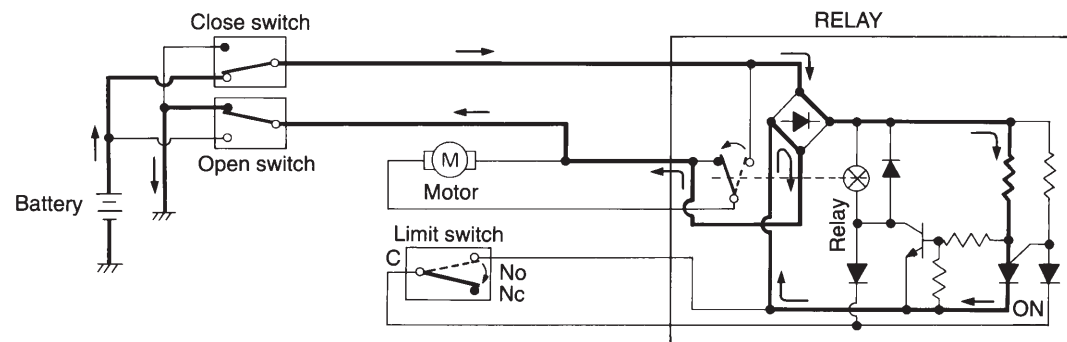 RELAY
Close switch
Open switch
M
Motor
Battery
Relay
Limit switch
C
No
Nc
ON